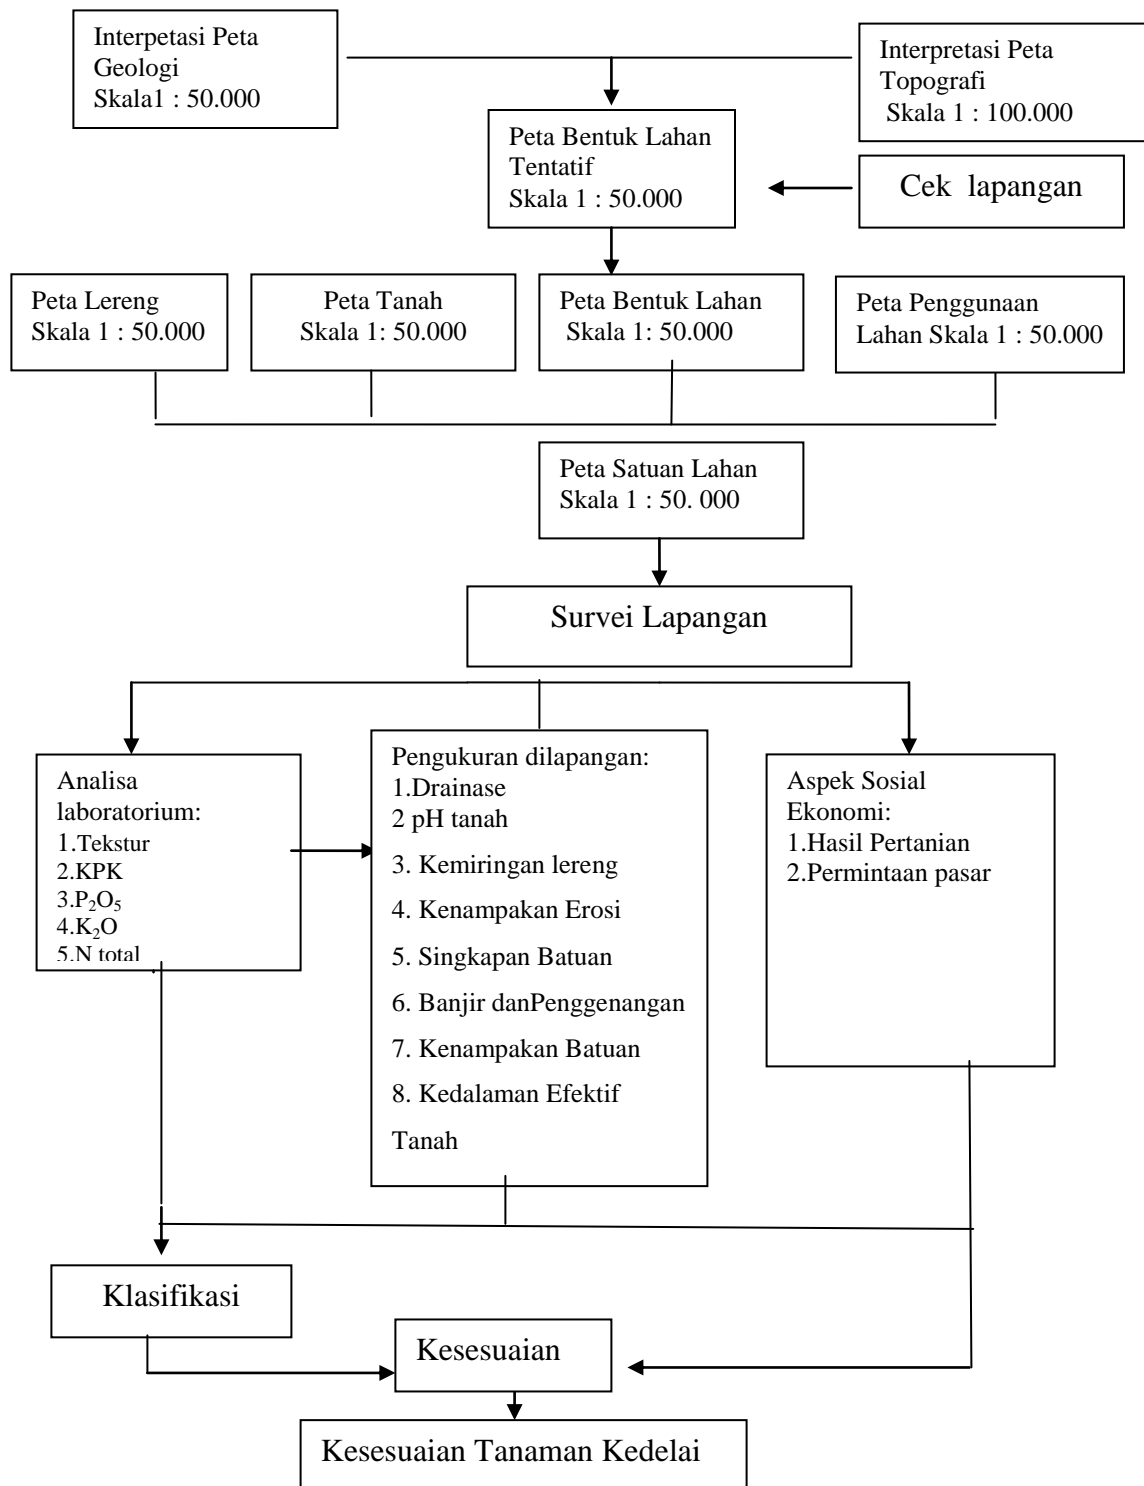 Interpetasi Peta
Geologi
Skala1 : 50.000
Interpretasi Peta
Topografi
Skala 1 : 100.000
Peta Bentuk Lahan
Tentatif
Skala 1 : 50.000
Cek lapangan
Peta Lereng
Skala 1 : 50.000
Peta Tanah
Skala 1: 50.000
Peta Bentuk Lahan
Skala 1: 50.000
Peta Penggunaan
Lahan Skala 1 : 50.000
Peta Satuan Lahan
Skala 1 : 50. 000
Survei Lapangan
Analisa
laboratorium:
1.Tekstur
2.KPK
3.P₂O₅
4.K₂O
5.N total
Pengukuran dilapangan:
1.Drainase
2 pH tanah
3. Kemiringan lereng
4. Kenampakan Erosi
5. Singkapan Batuan
6. Banjir danPenggenangan
7. Kenampakan Batuan
8. Kedalaman Efektif
Tanah
Aspek Sosial
Ekonomi:
1.Hasil Pertanian
2.Permintaan pasar
Klasifikasi
Kesesuaian
Kesesuaian Tanaman Kedelai